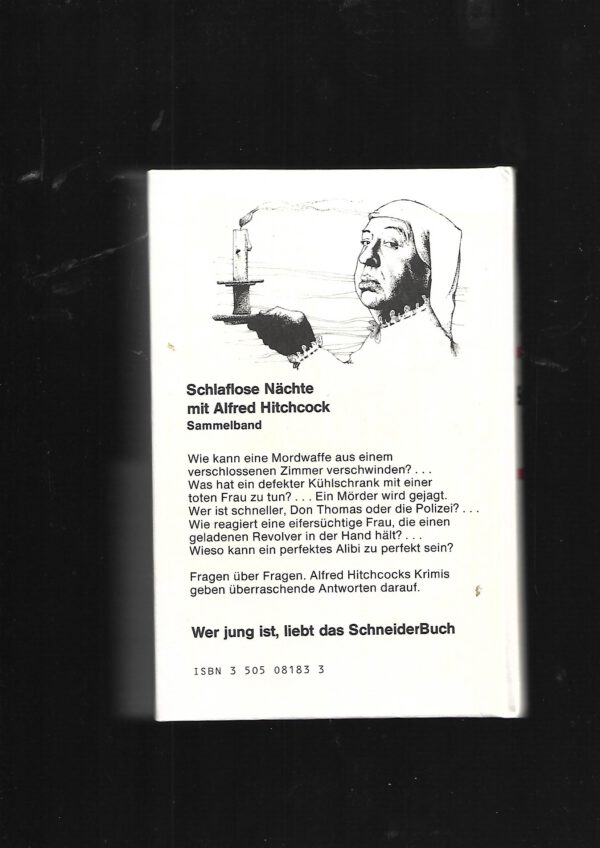 Schlaflose Nächte
mit Alfred Hitchcock
Sammelband
Wie kann eine Mordwaffe aus einem
verschlossenen Zimmer verschwinden? . . .
Was hat ein defekter Kühlschrank mit einer
toten Frau zu tun? . . . Ein Mörder wird gejagt.
Wer ist schneller, Don Thomas oder die Polizei? . . .
Wie reagiert eine eifersüchtige Frau, die einen
geladenen Revolver in der Hand hält? . . .
Wieso kann ein perfektes Alibi zu perfekt sein?
Fragen über Fragen. Alfred Hitchcocks Krimis
geben überraschende Antworten darauf.
Wer jung ist, liebt das SchneiderBuch
ISBN 3 505 08183 3